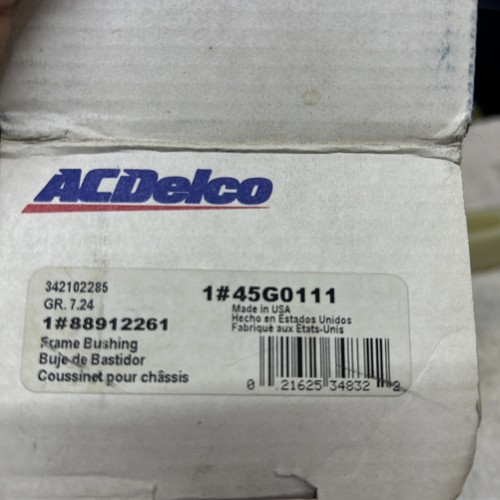 ACDelco
342102285
GR. 7.24
1#88912261
Frame Bushing
Buje de Bastidor
Coussinet pour châssis
1#45G0111
Made in USA
Hecho en Estados Unidos
Fabriqué aux États-Unis
0 21625 34832 2